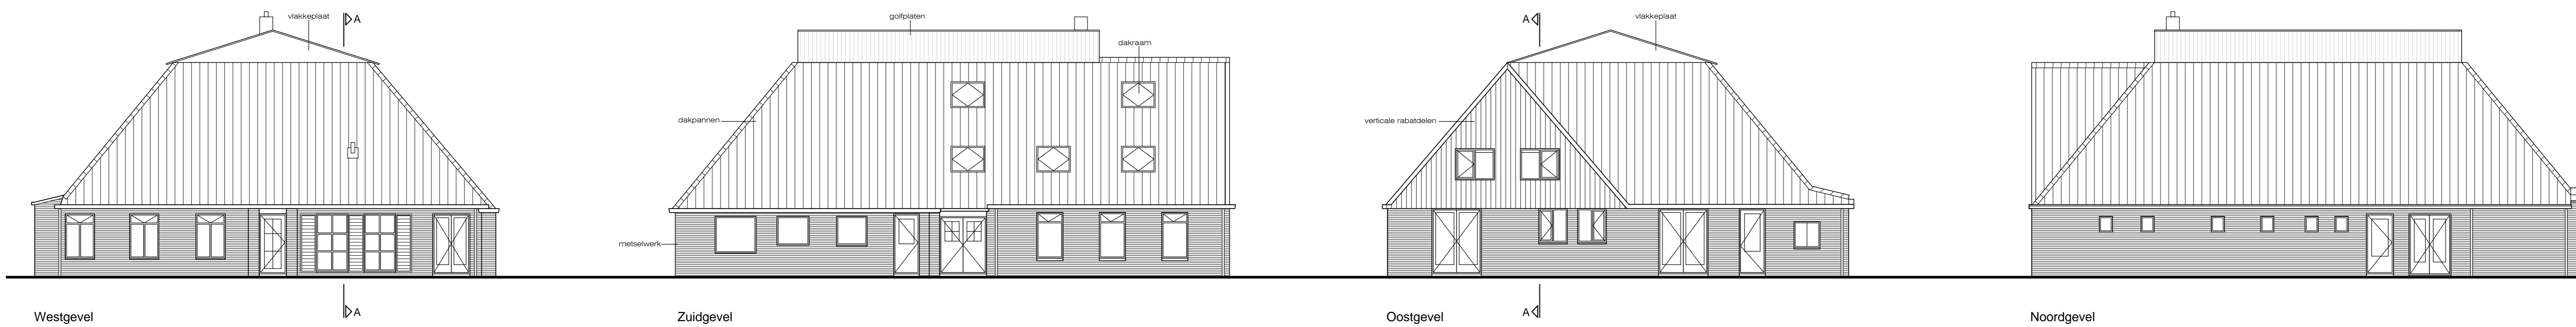 vlakkeplaat
A
golfplaten
dakraam
dakpannen
metselwerk
A
vlakkeplaat
verticale rabatdelen
Westgevel
A
Zuidgevel
Oostgevel
A
Noordgevel